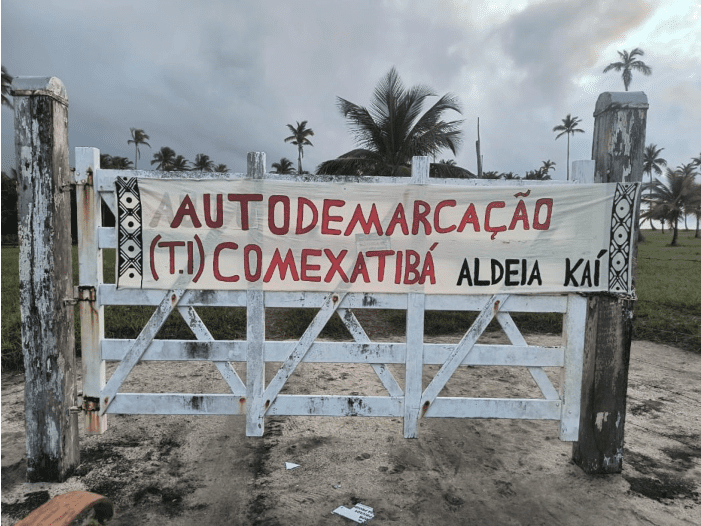 AUTODEMARCAÇÃO
(T.I) COMEXATIBÁ ALDEIA KAÍ